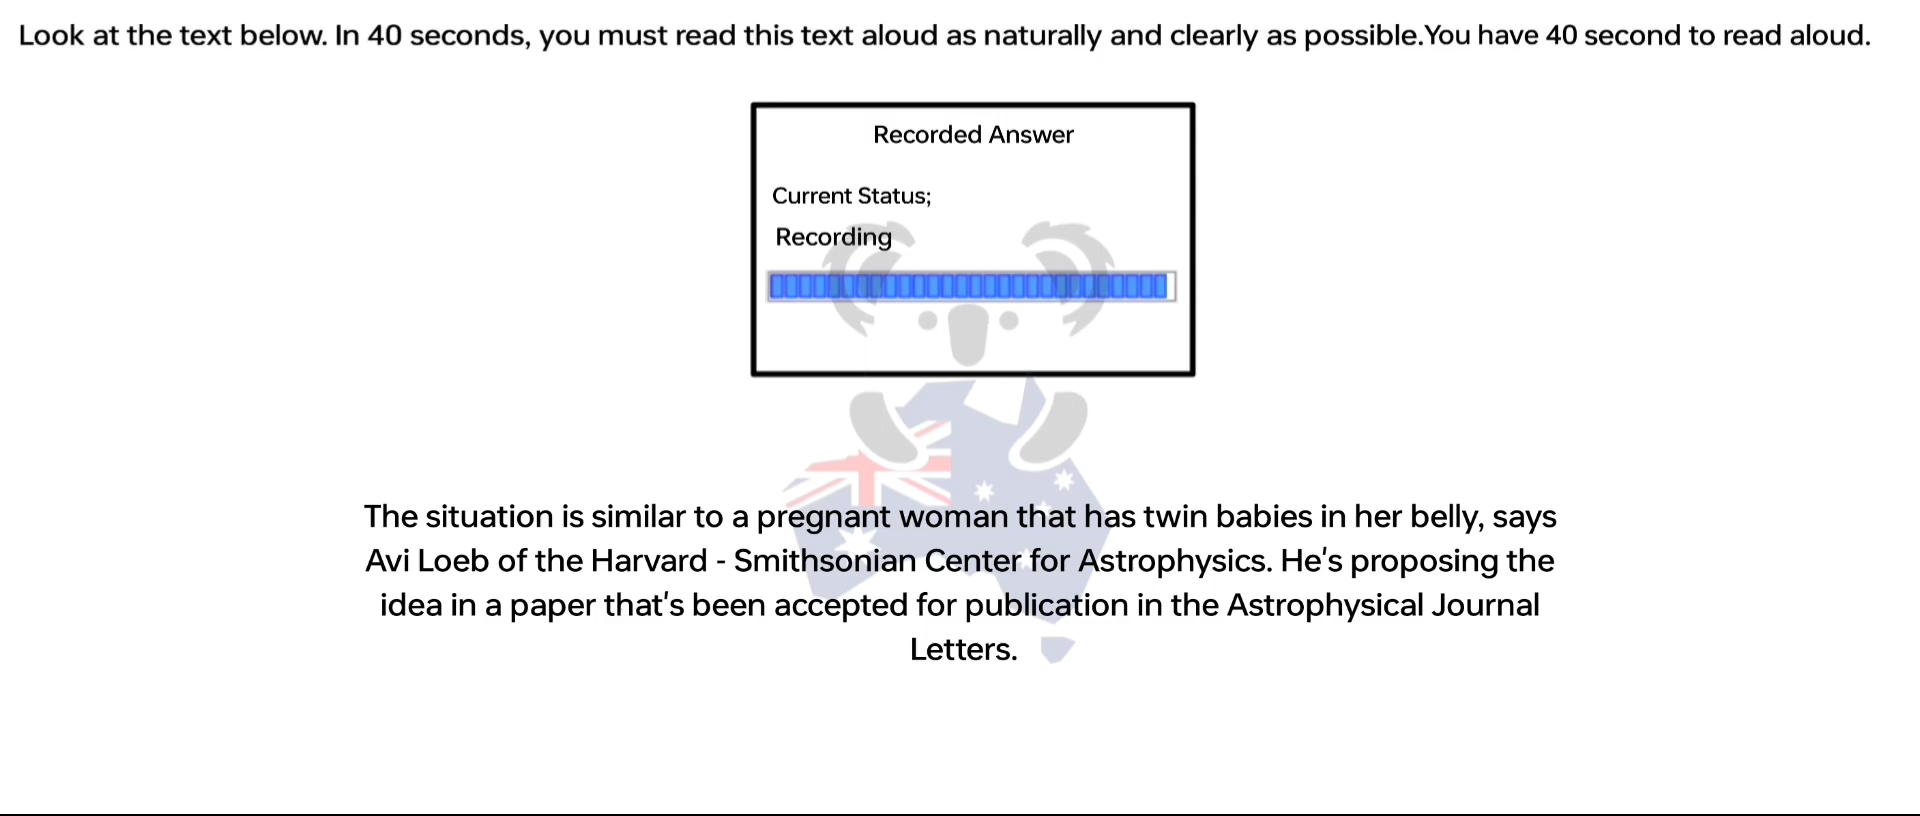 Look at the text below. In 40 seconds, you must read this text aloud as naturally and clearly as possible.You have 40 second to read aloud.
Recorded Answer
Current Status;
Recording
The situation is similar to a pregnant woman that has twin babies in her belly, says
Avi Loeb of the Harvard - Smithsonian Center for Astrophysics. He's proposing the
idea in a paper that's been accepted for publication in the Astrophysical Journal
Letters.